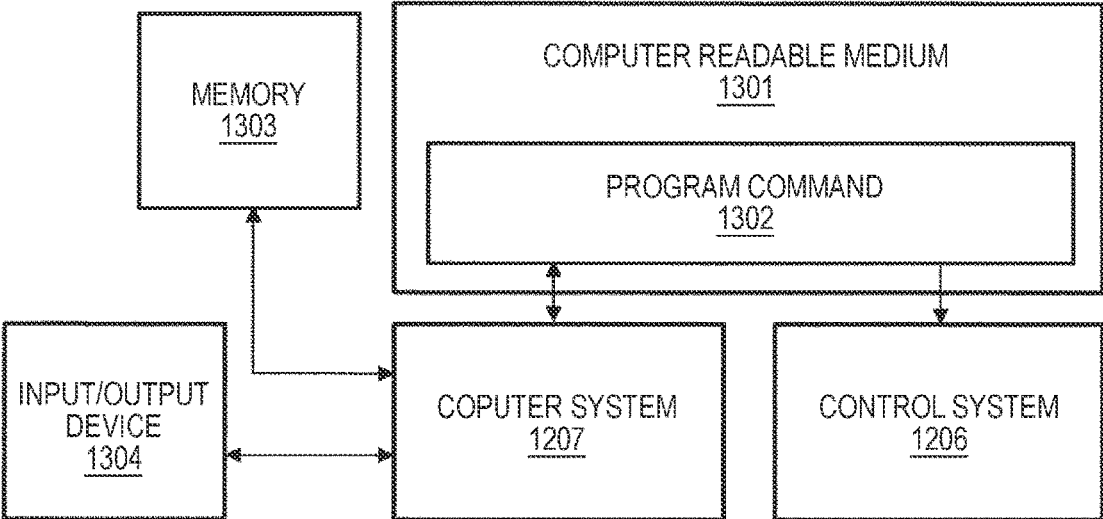 MEMORY
1303
COMPUTER READABLE MEDIUM
1301
PROGRAM COMMAND
1302
INPUT/OUTPUT
DEVICE
1304
COPUTER SYSTEM
1207
CONTROL SYSTEM
1206